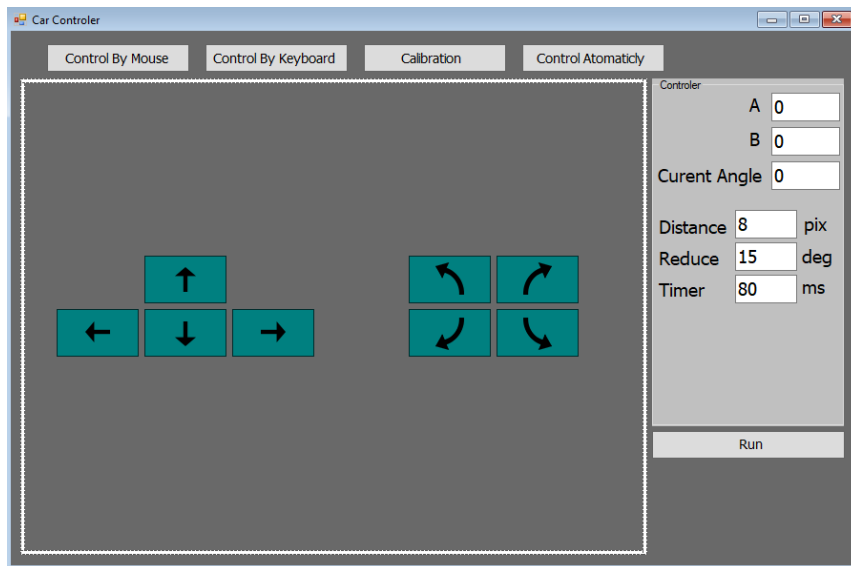 Car Controler
Control By Mouse Control By Keyboard Calibration Control Atomaticly
Controler
A 0
B 0
Curent Angle 0
Distance 8 pix
Reduce 15 deg
Timer 80 ms
Run